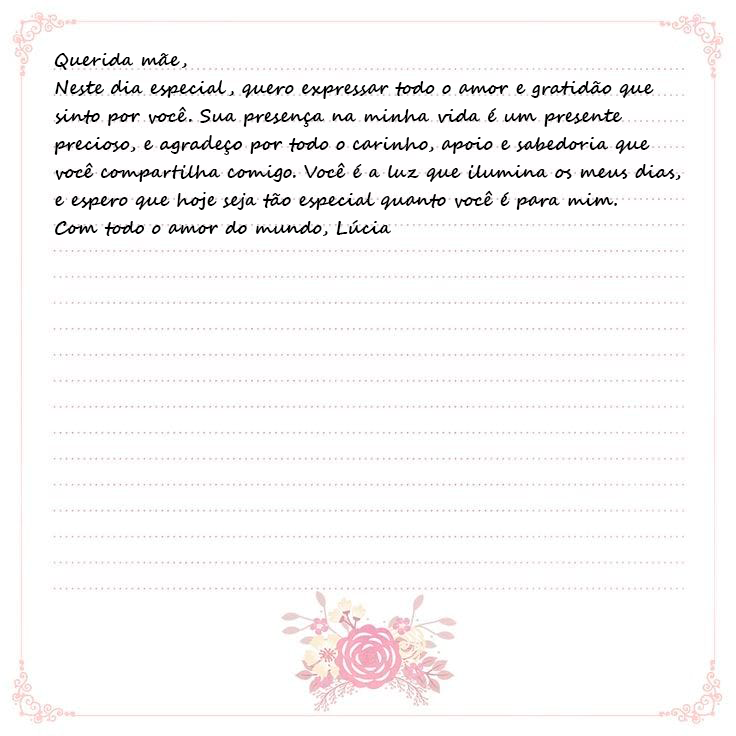 Querida mãe,
Neste dia especial, quero expressar todo o amor e gratidão que
sinto por você. Sua presença na minha vida é um presente
precioso, e agradeço por todo o carinho, apoio e sabedoria que
você compartilha comigo. Você é a luz que ilumina os meus dias,
e espero que hoje seja tão especial quanto você é para mim.
Com todo o amor do mundo, Lúcia